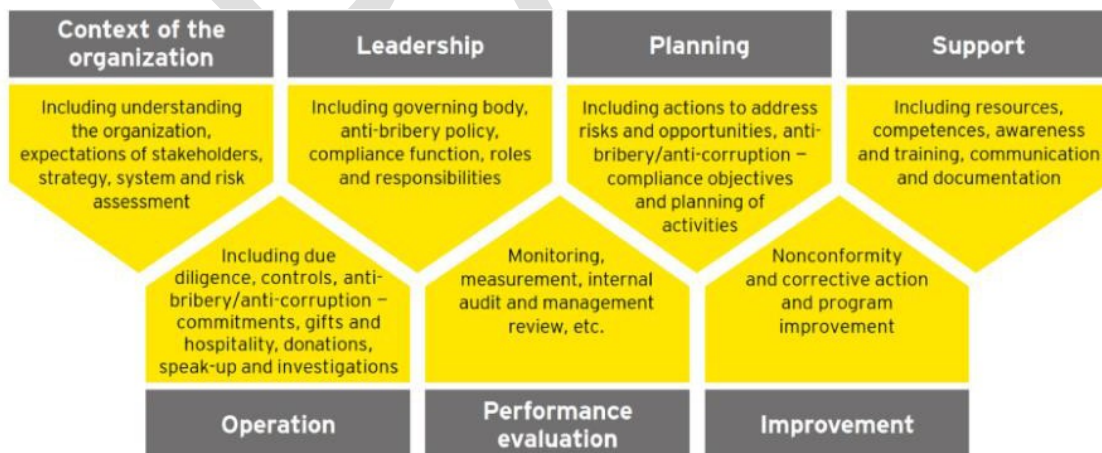 Context of the
organization
Including understanding
the organization,
expectations of stakeholders,
strategy, system and risk
assessment
Leadership
Including governing body,
anti-bribery policy,
compliance function, roles
and responsibilities
Planning
Including actions to address
risks and opportunities, anti-
bribery/anti-corruption —
compliance objectives
and planning of
activities
Support
Including resources,
competences, awareness
and training, communication
and documentation
Including due
diligence, controls, anti-
bribery/anti-corruption —
commitments, gifts and
hospitality, donations,
speak-up and investigations
Operation
Monitoring,
measurement, internal
audit and management
review, etc.
Performance
evaluation
Nonconformity
and corrective action
and program
improvement
Improvement